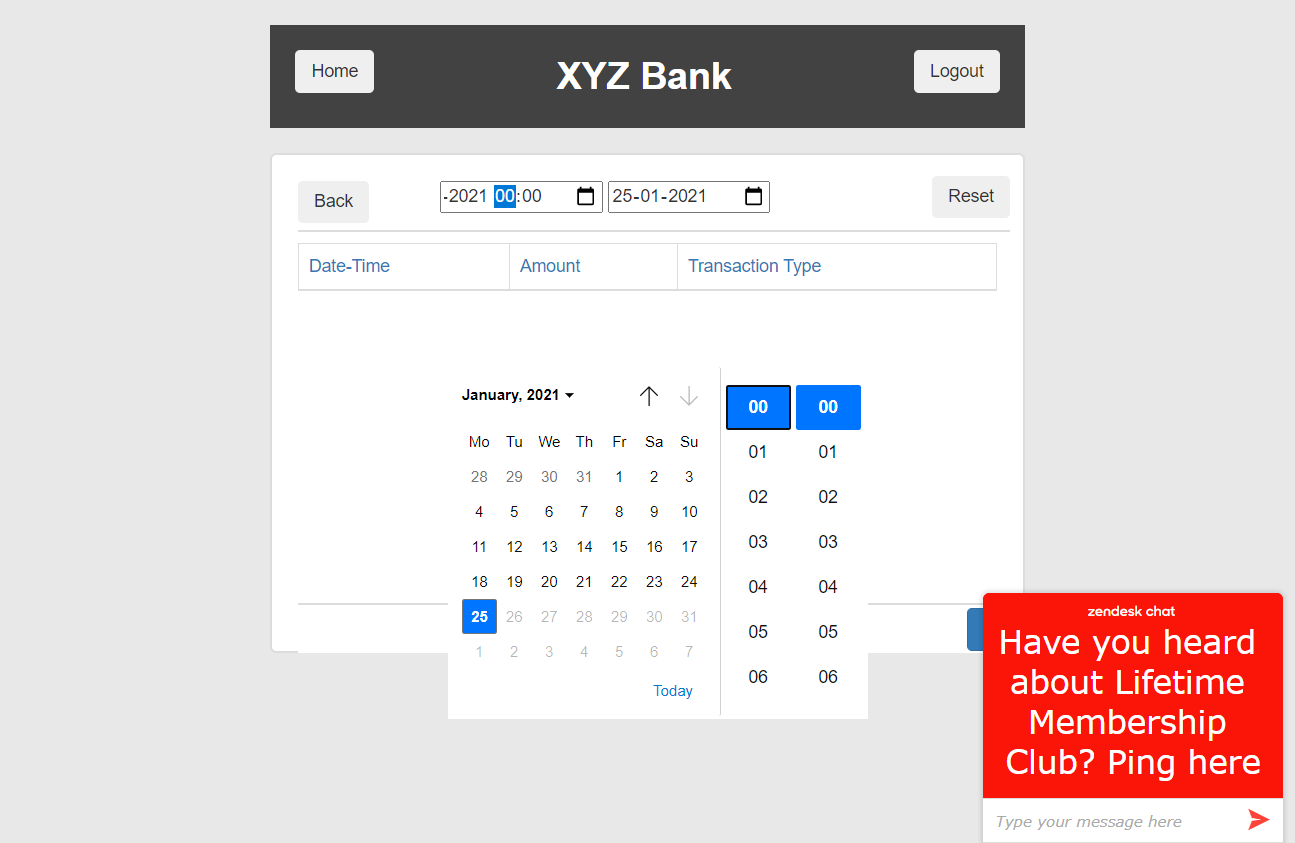 Home XYZ Bank Logout
Back -2021 00:00 25-01-2021 Reset
Date-Time Amount Transaction Type
January, 2021
Mo Tu We Th Fr Sa Su
28 29 30 31 1 2 3
4 5 6 7 8 9 10
11 12 13 14 15 16 17
18 19 20 21 22 23 24
25 26 27 28 29 30 31
1 2 3 4 5 6 7
Today
00 00
01 01
02 02
03 03
04 04
05 05
06 06
zendesk chat
Have you heard
about Lifetime
Membership
Club? Ping here
Type your message here